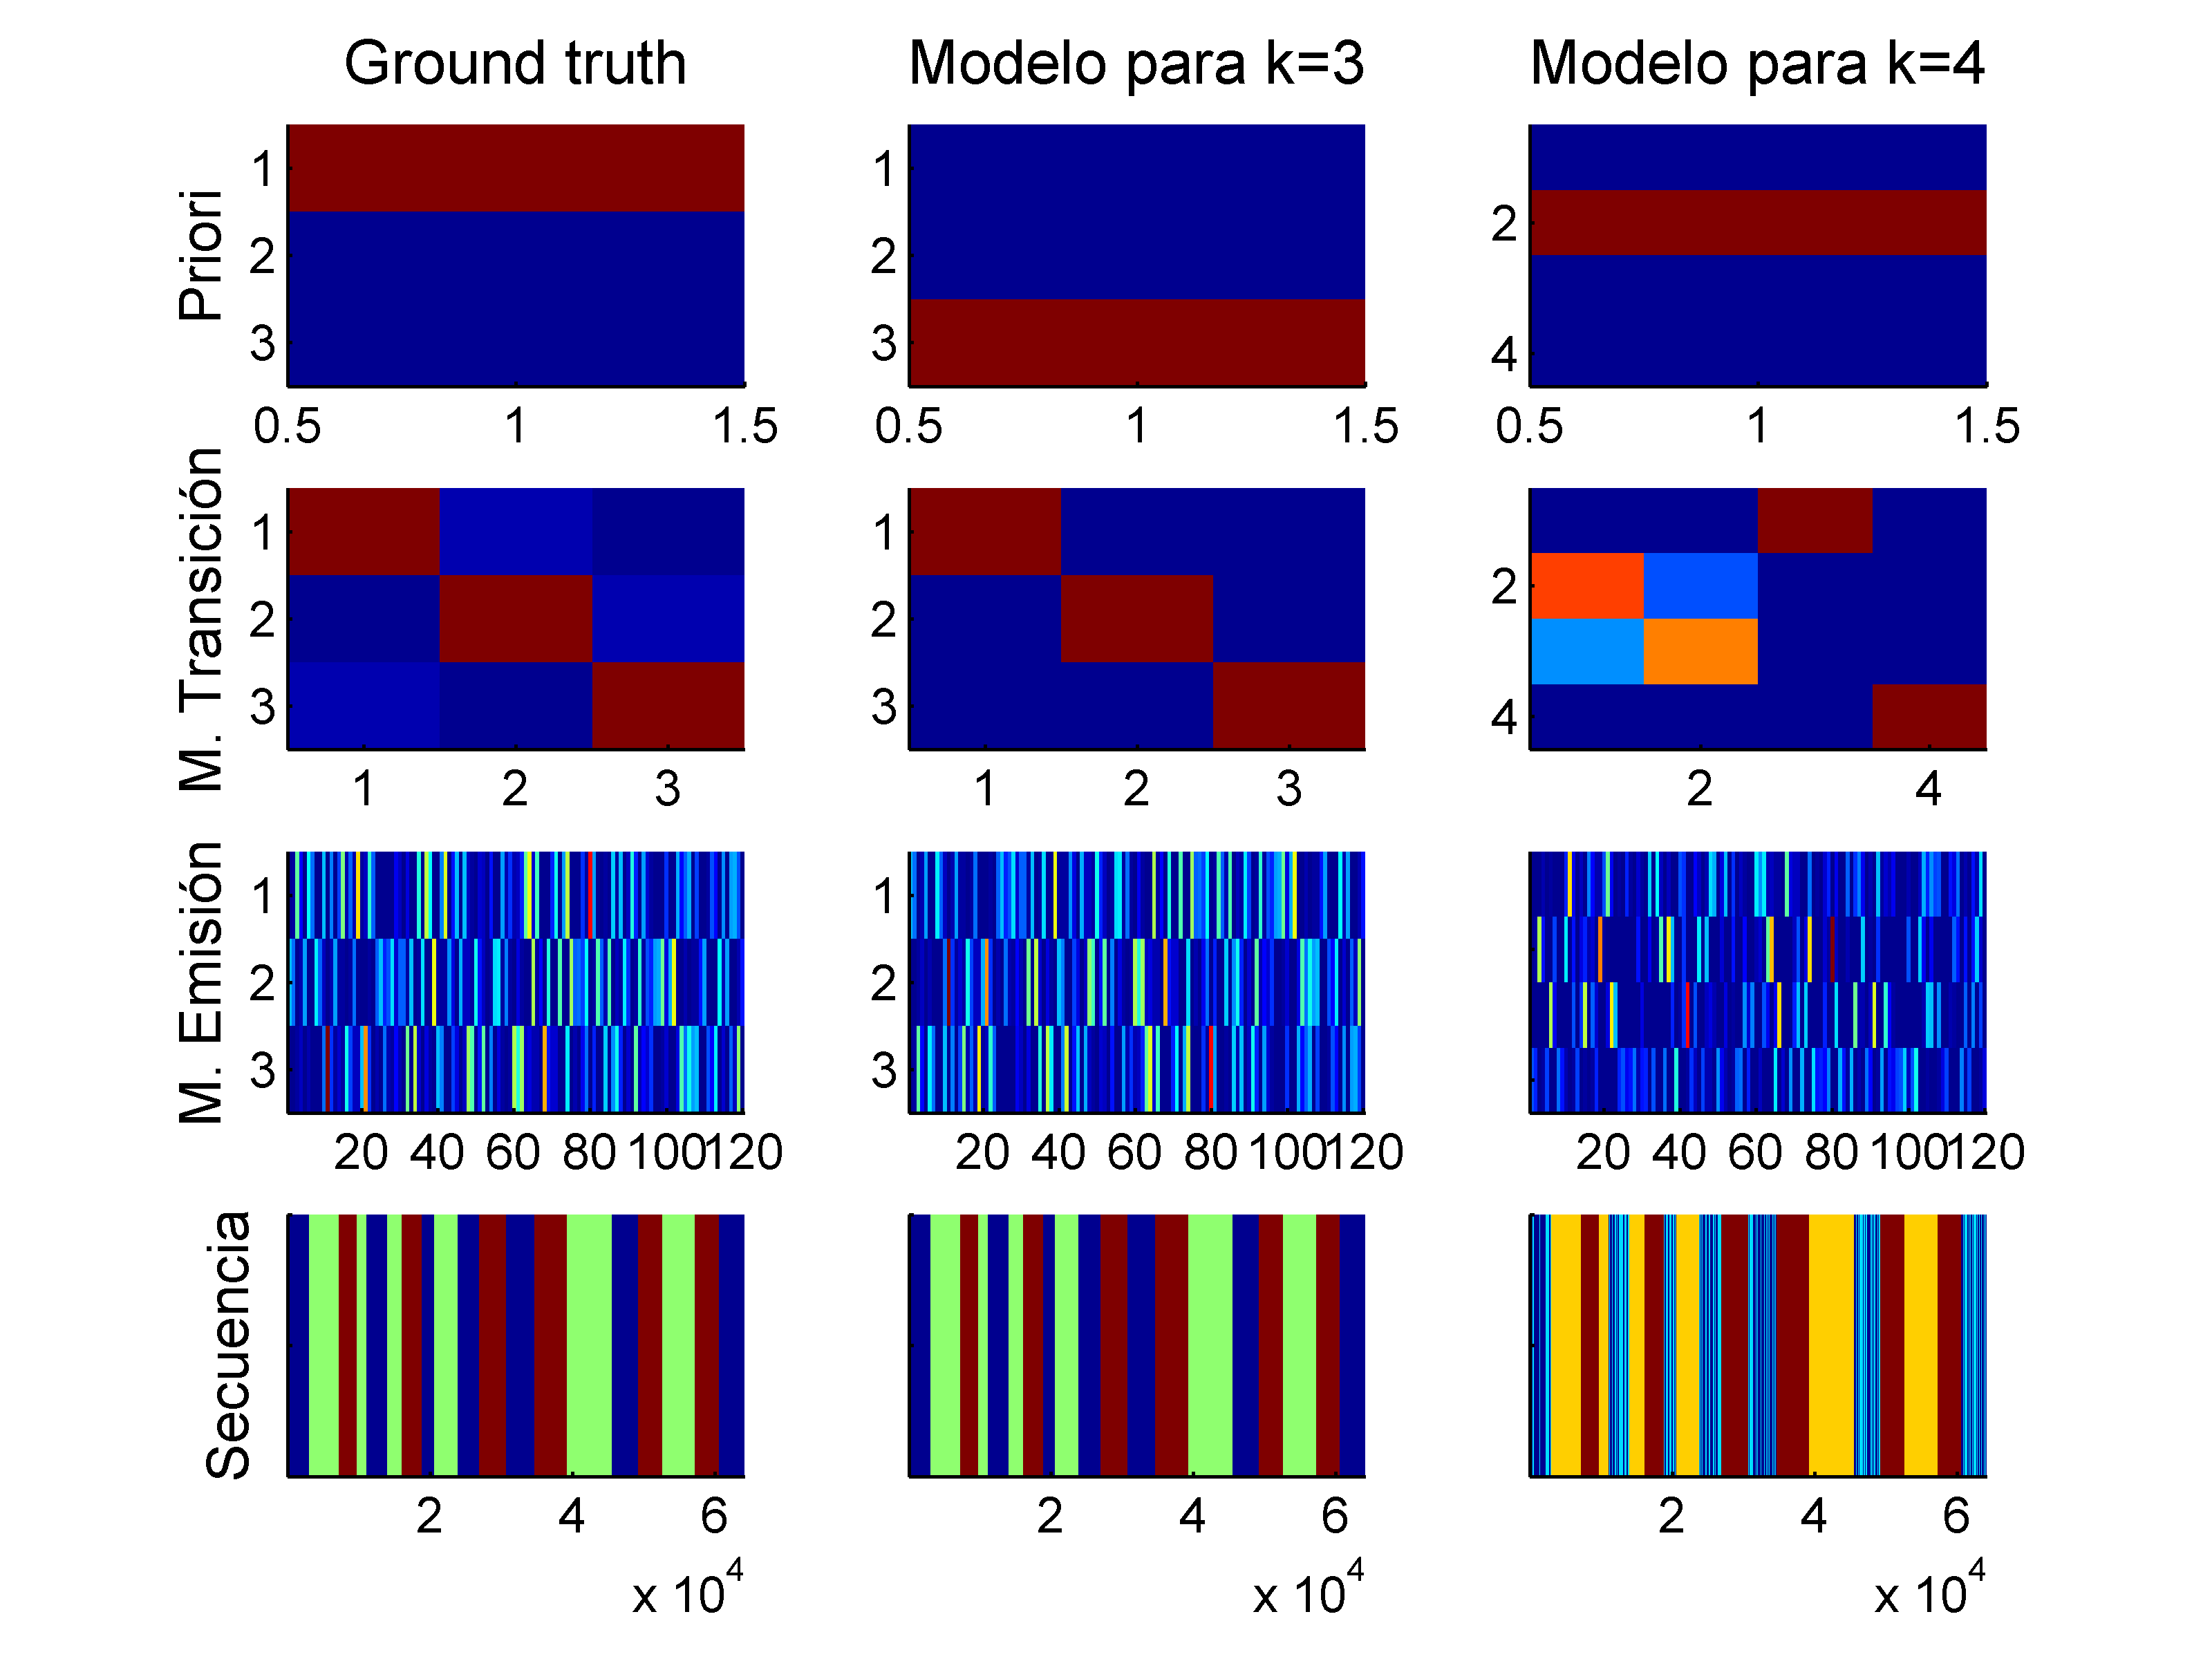 Ground truth Modelo para k=3 Modelo para k=4
Priori
1 1
2 2 2
3 3 4
0.5 1 1.5 0.5 1 1.5 0.5 1 1.5
M. Transición
1 1
2 2 2
3 3 4
1 2 3 1 2 3 2 4
M. Emisión
1 1
2 2
3 3
20 40 60 80 100 120 20 40 60 80 100 120 20 40 60 80 100 120
Secuencia
2 4 6 2 4 6 2 4 6
x 10^4 x 10^4 x 10^4